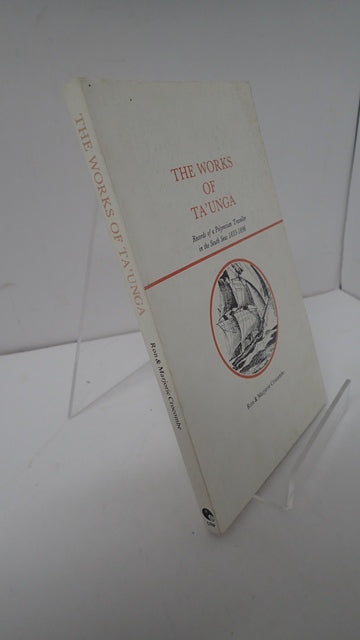 THE WORKS
OF
TA'UNGA
Records of a Polynesian Traveller
in the South Seas, 1833-1896
Ron & Marjorie Crocombe
THE WORKS OF TA'UNGA
Ron & Marjorie Crocombe